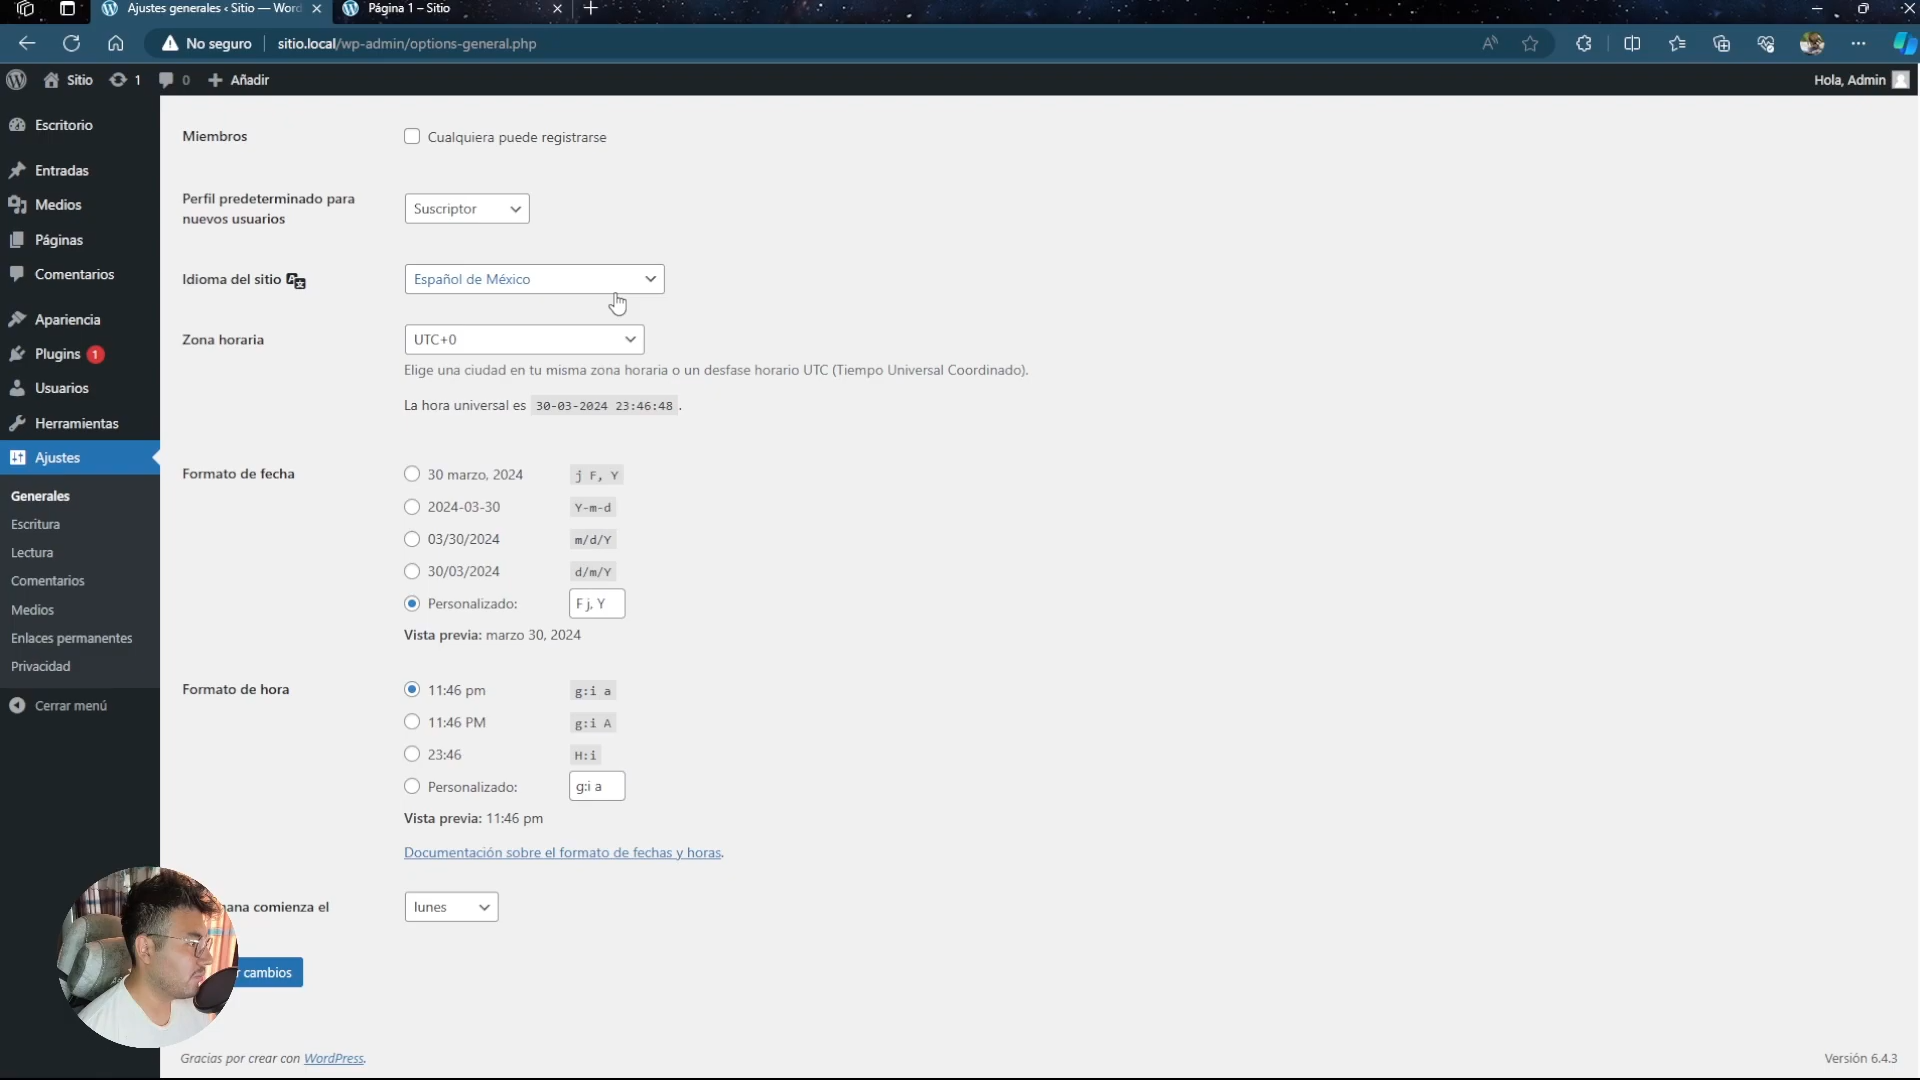 Ajustes generales ‹ Sitio — Word
Página 1 – Sitio
No seguro
sitio.local/wp-admin/options-general.php
Sitio
1
0
Añadir
Hola, Admin
Escritorio
Entradas
Medios
Páginas
Comentarios
Apariencia
Plugins 1
Usuarios
Herramientas
Ajustes
Generales
Escritura
Lectura
Comentarios
Medios
Enlaces permanentes
Privacidad
Cerrar menú
Miembros
Cualquiera puede registrarse
Perfil predeterminado para
nuevos usuarios
Suscriptor
Idioma del sitio
Español de México
Zona horaria
UTC+0
Elige una ciudad en tu misma zona horaria o un desfase horario UTC (Tiempo Universal Coordinado).
La hora universal es 30-03-2024 23:46:48 .
Formato de fecha
30 marzo, 2024 j F, Y
2024-03-30 Y-m-d
03/30/2024 m/d/Y
30/03/2024 d/m/Y
Personalizado: F j, Y
Vista previa: marzo 30, 2024
Formato de hora
11:46 pm g:i a
11:46 PM g:i A
23:46 H:i
Personalizado: g:i a
Vista previa: 11:46 pm
Documentación sobre el formato de fechas y horas.
ana comienza el
lunes
r cambios
Gracias por crear con WordPress.
Versión 6.4.3